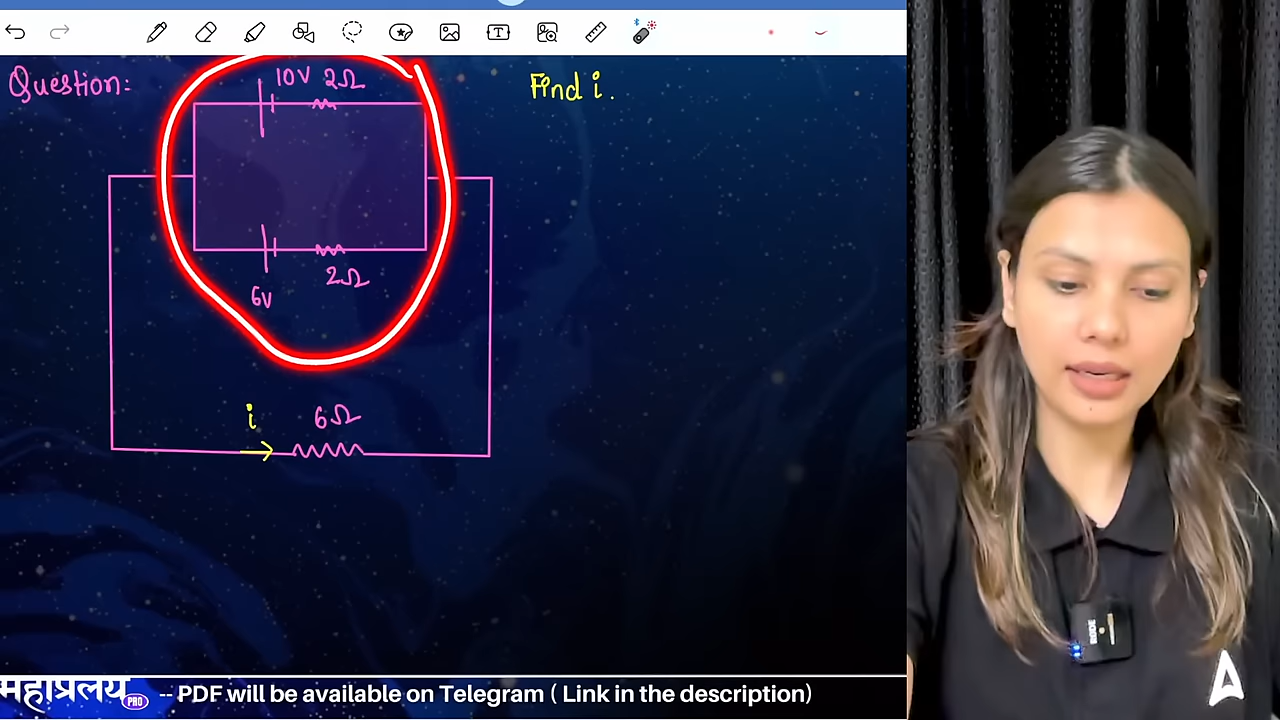 Question:
10V 2Ω
Find i.
6V
2Ω
i
6Ω
RODE
महाप्रलय PRO -- PDF will be available on Telegram ( Link in the description)